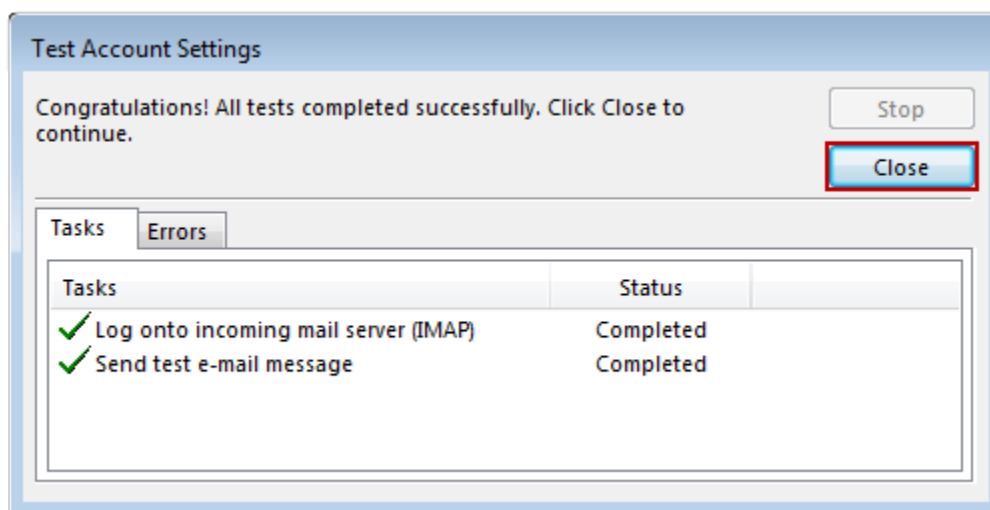 Test Account Settings
Congratulations! All tests completed successfully. Click Close to
continue.
Stop
Close
Tasks Errors
Tasks Status
Log onto incoming mail server (IMAP) Completed
Send test e-mail message Completed